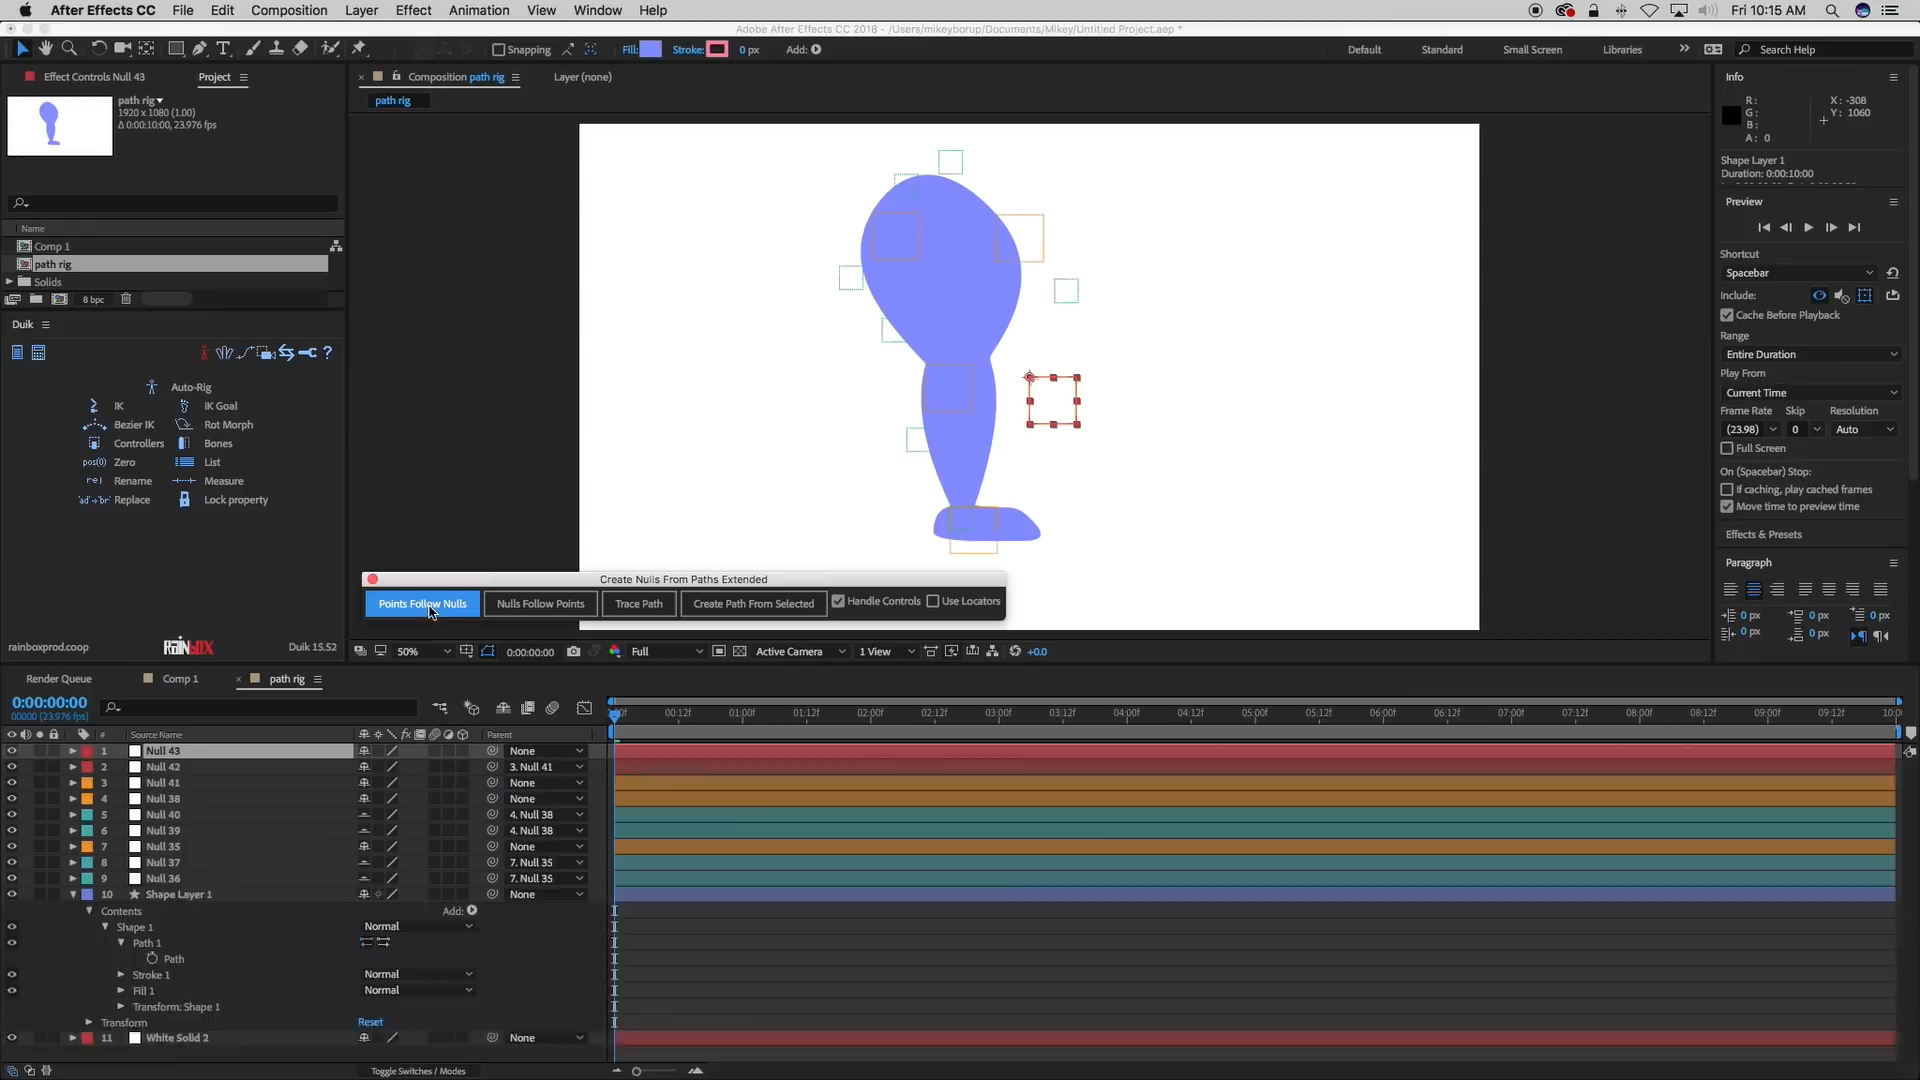 After Effects CC File Edit Composition Layer Effect Animation View Window Help Fri 10:15 AM
Adobe After Effects CC 2018 - /Users/mikeyborup/Documents/Mikey/Untitled Project.aep *
Snapping Fill: Stroke: 0 px Add: Default Standard Small Screen Libraries Search Help
Effect Controls Null 43 Project Composition path rig Layer (none) Info
path rig
path rig
1920 x 1080 (1.00)
Δ 0:00:10:00, 23.976 fps
R: X: -308
G: Y: 1060
B:
A: 0
Shape Layer 1
Duration: 0:00:10:00
Preview
Name
Comp 1
path rig
Solids
8 bpc
Shortcut
Spacebar
Include:
Cache Before Playback
Range
Entire Duration
Play From
Current Time
Frame Rate Skip Resolution
(23.98) 0 Auto
Full Screen
On (Spacebar) Stop:
If caching, play cached frames
Move time to preview time
Effects & Presets
Paragraph
0 px 0 px 0 px
0 px 0 px
Duik
?
Auto-Rig
IK IK Goal
Bezier IK Rot Morph
Controllers Bones
pos(0) Zero List
rel Rename Measure
Replace Lock property
rainboxprod.coop RAINBOX Duik 15.52
Create Nulls From Paths Extended
Points Follow Nulls Nulls Follow Points Trace Path Create Path From Selected Handle Controls Use Locators
50% 0:00:00:00 Full Active Camera 1 View +0.0
Render Queue Comp 1 path rig
0:00:00:00
00000 (23.976 fps)
00:12f 01:00f 01:12f 02:00f 02:12f 03:00f 03:12f 04:00f 04:12f 05:00f 05:12f 06:00f 06:12f 07:00f 07:12f 08:00f 08:12f 09:00f 09:12f
# Source Name Parent
1 Null 43 None
2 Null 42 3. Null 41
3 Null 41 None
4 Null 38 None
5 Null 40 4. Null 38
6 Null 39 4. Null 38
7 Null 35 None
8 Null 37 7. Null 35
9 Null 36 7. Null 35
10 Shape Layer 1 None
Contents Add:
Shape 1 Normal
Path 1
Path
Stroke 1 Normal
Fill 1 Normal
Transform: Shape 1
Transform Reset
11 White Solid 2 None
Toggle Switches / Modes